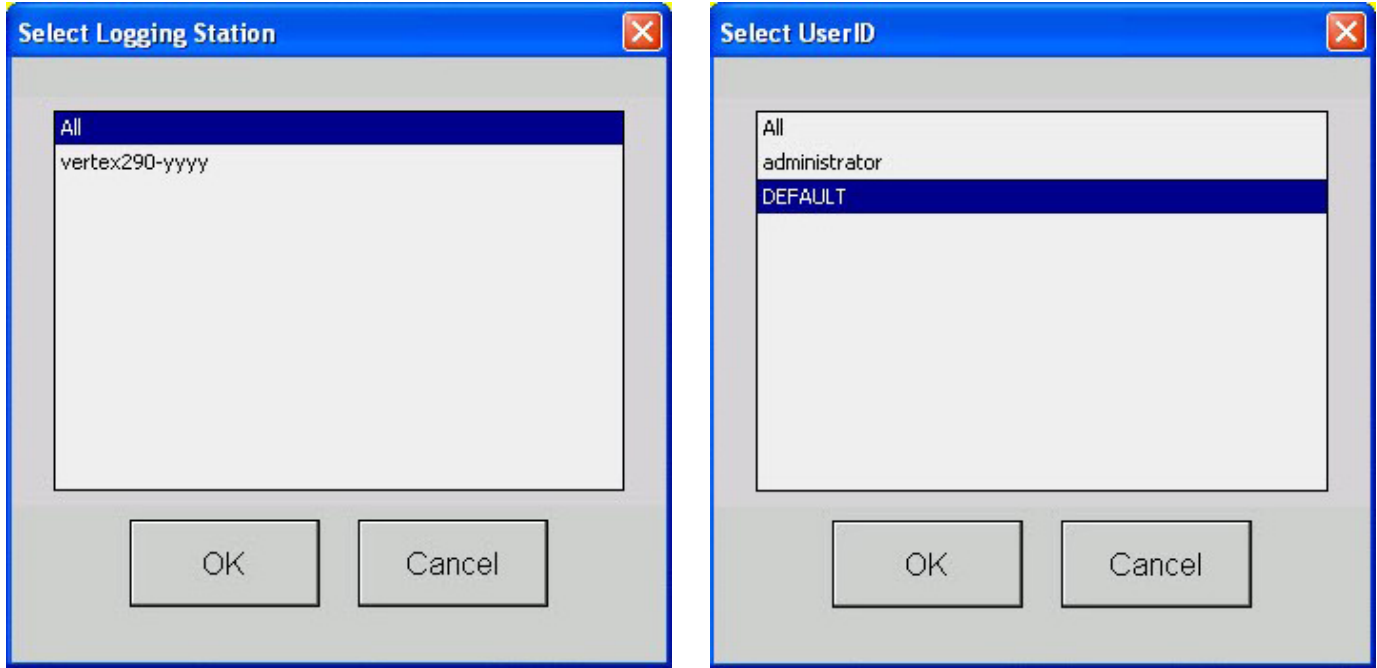 Select Logging Station
All
vertex290-yyyy
OK
Cancel
Select UserID
All
administrator
DEFAULT
OK
Cancel